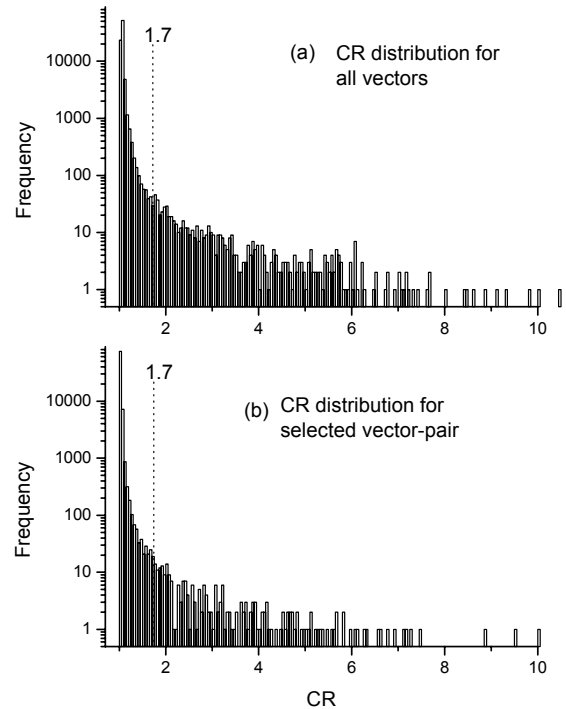 1.7
(a) CR distribution for
all vectors
10000
1000
100
10
1
Frequency
2 4 6 8 10
1.7
(b) CR distribution for
selected vector-pair
10000
1000
100
10
1
Frequency
2 4 6 8 10
CR